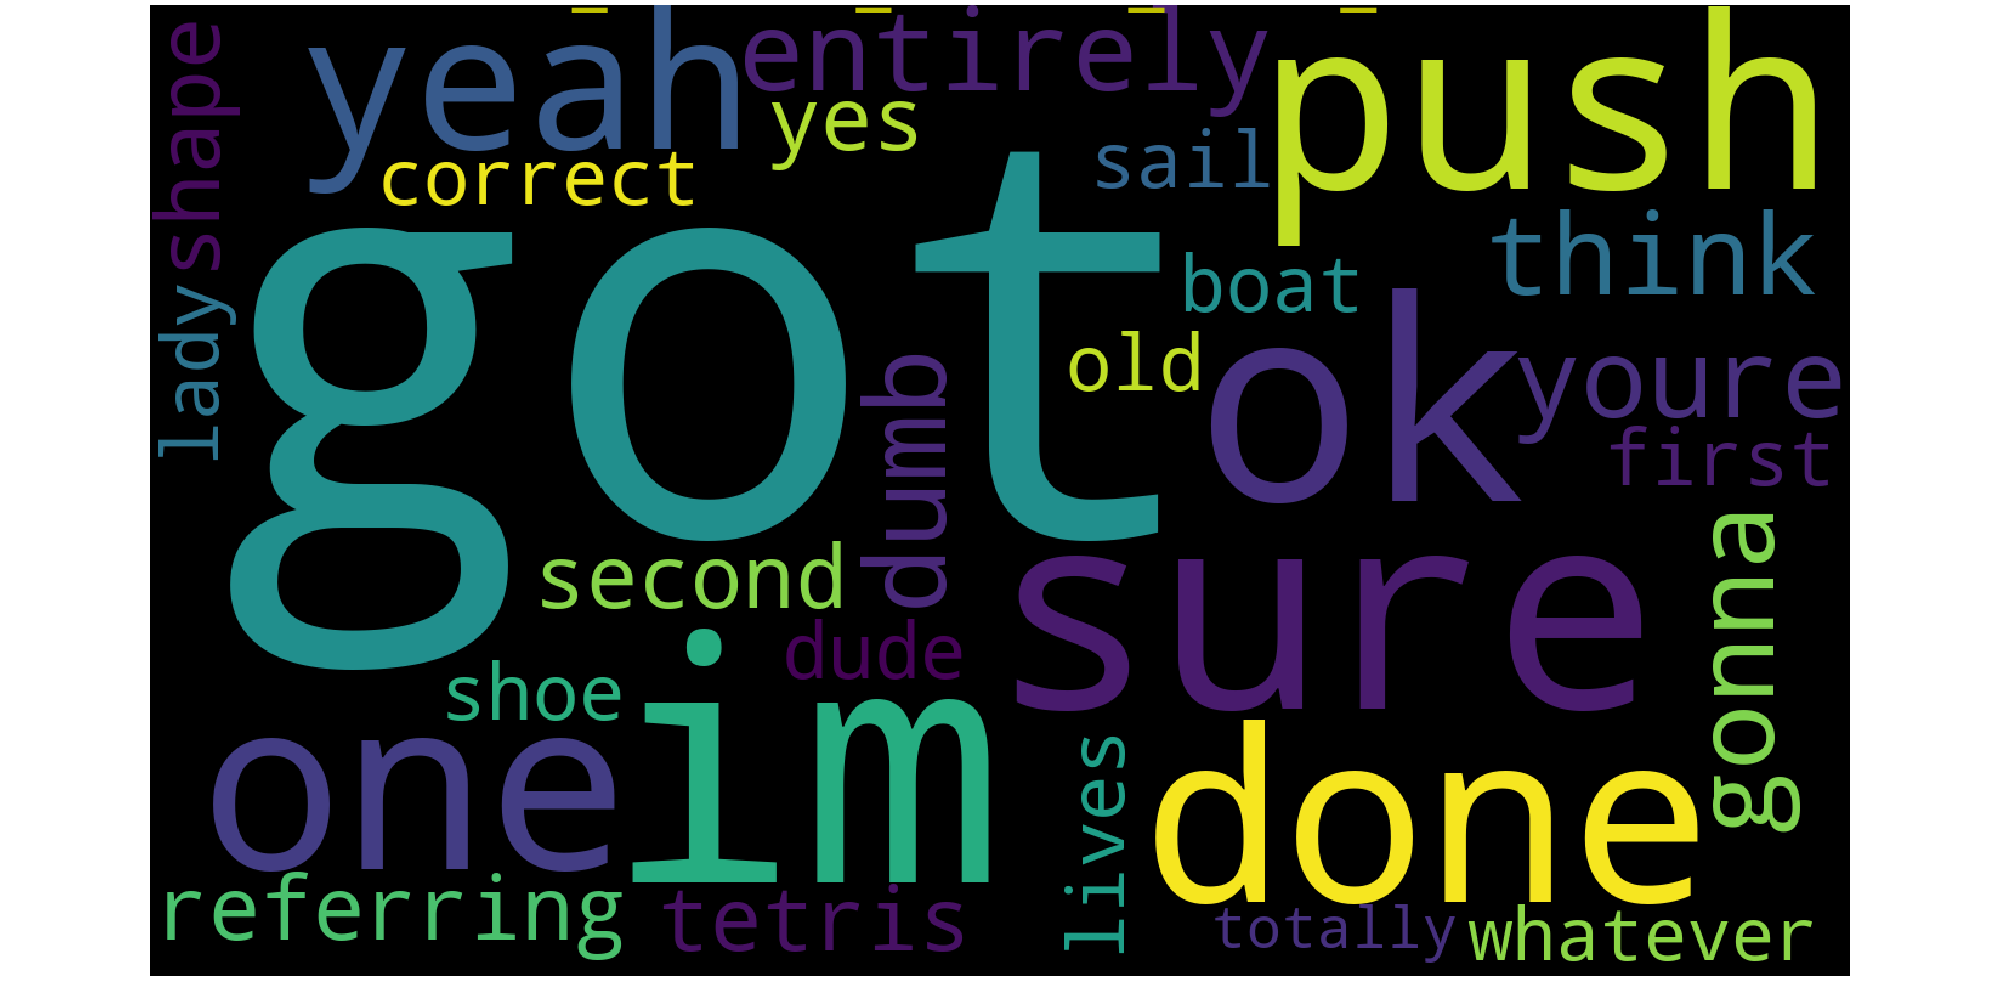 yeah
entirely
push
shape
yes
correct
sail
got
think
boat
lady
old
ok
youre
dumb
first
second
sure
gonna
dude
shoe
im
one
done
lives
referring
tetris
totally
whatever